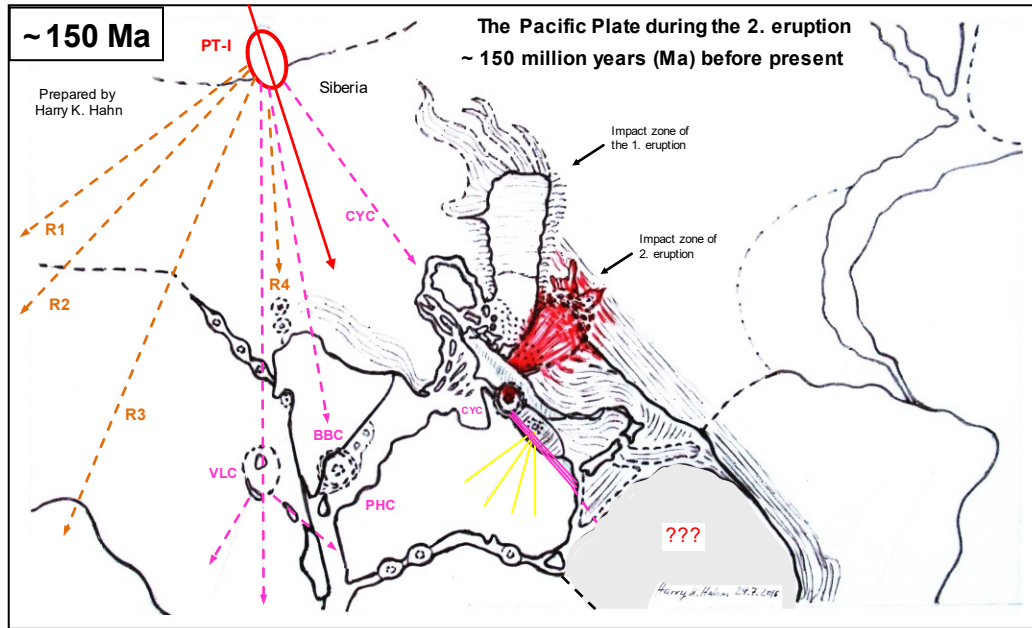 ~ 150 Ma
The Pacific Plate during the 2. eruption
~ 150 million years (Ma) before present
PT-I
Prepared by
Harry K. Hahn
Siberia
Impact zone of
the 1. eruption
CYC
R1
Impact zone of
2. eruption
R4
R2
R3
CYC
BBC
VLC
PHC
???
Harry K. Hahn 29.7.2016